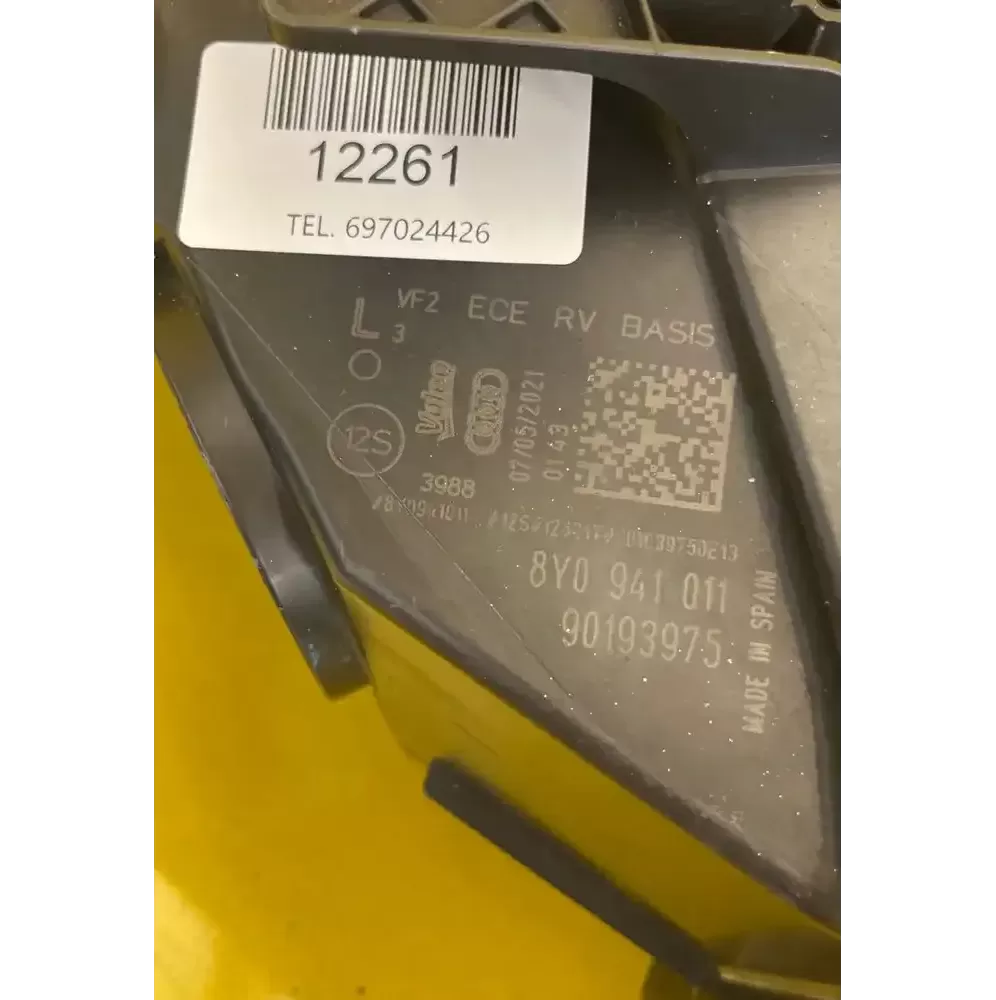 12261
TEL. 697024426
L VF2 ECE RV BASIS
3
Valeo
Audi
07/05/2021
0143
12S
3988
8Y0 941 011
90193975
MADE IN SPAIN